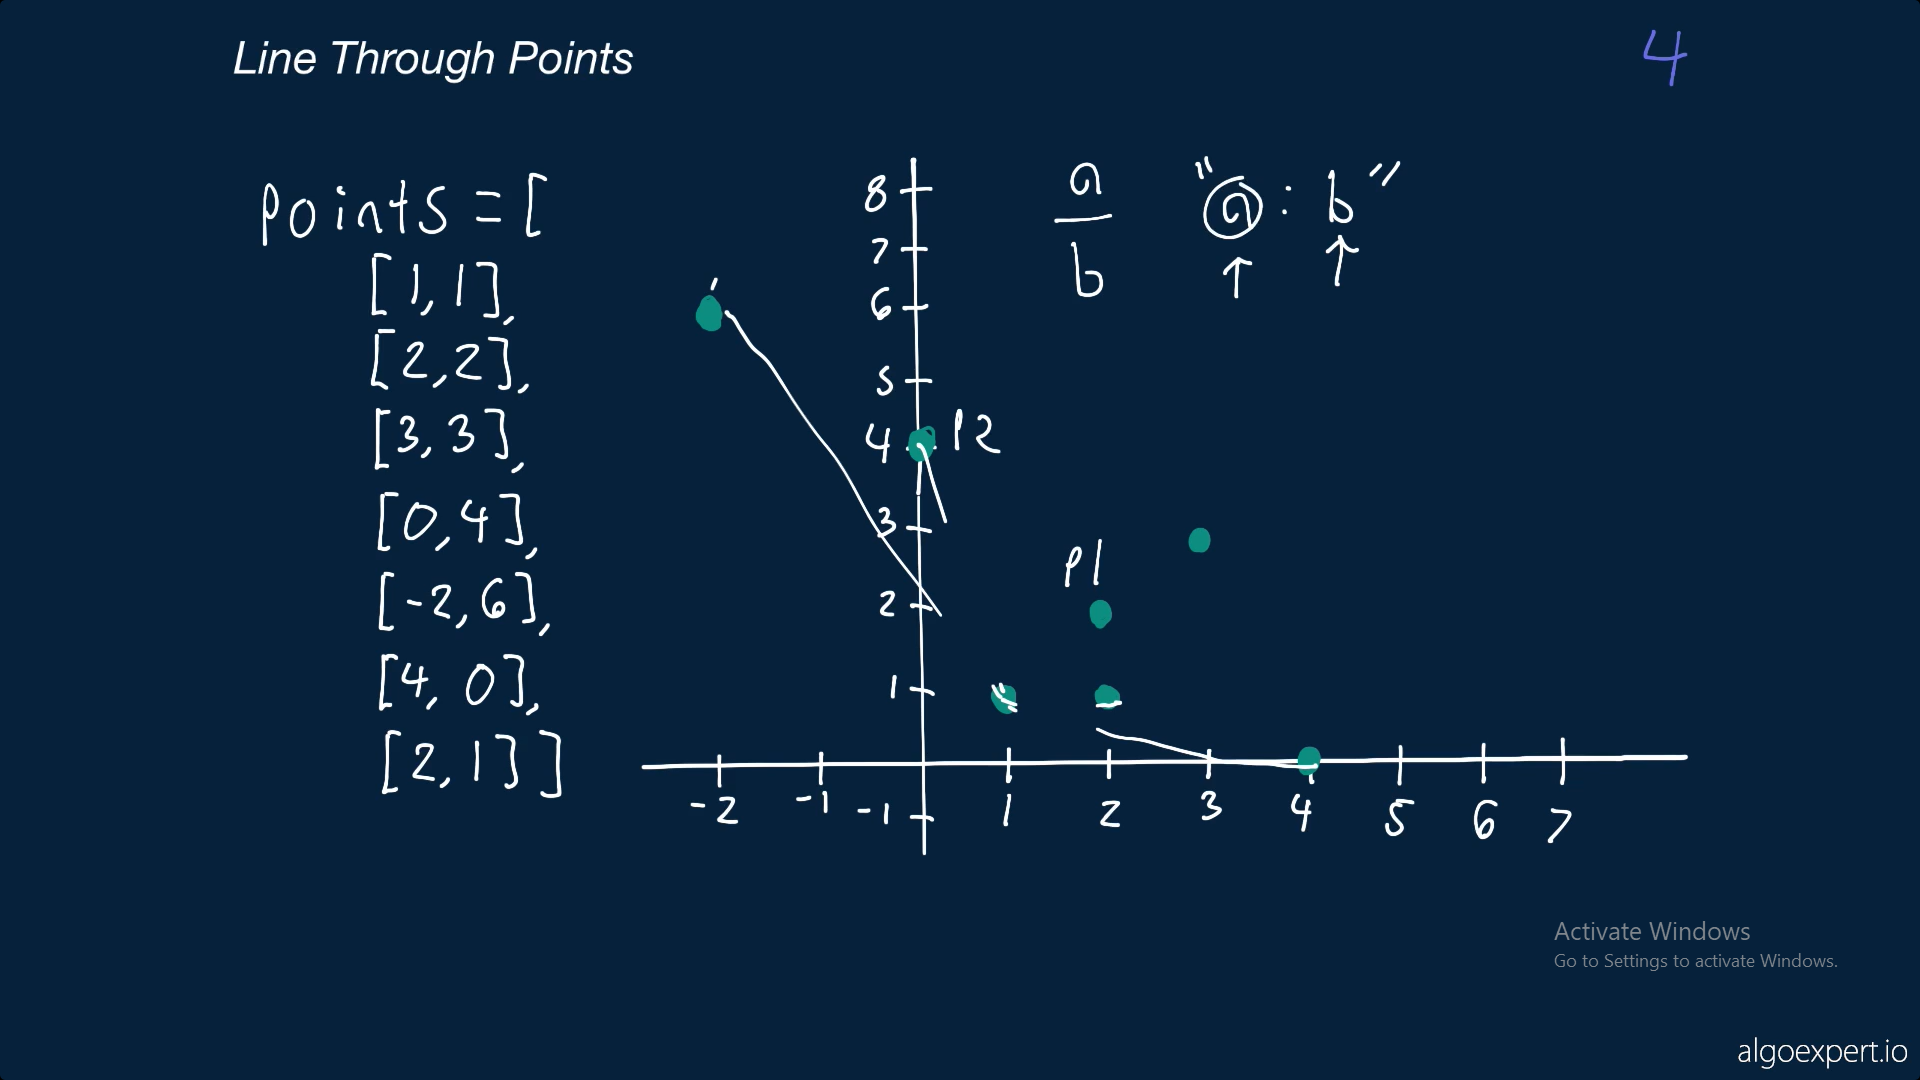 Line Through Points
4
points = [
[1, 1],
[2, 2],
[3, 3],
[0, 4],
[-2, 6],
[4, 0],
[2, 1] ]
8
7
6
5
4
3
2
1
-1
-2 -1 1 2 3 4 5 6 7
P2
P1
a
b
"a : b"
Activate Windows
Go to Settings to activate Windows.
algoexpert.io